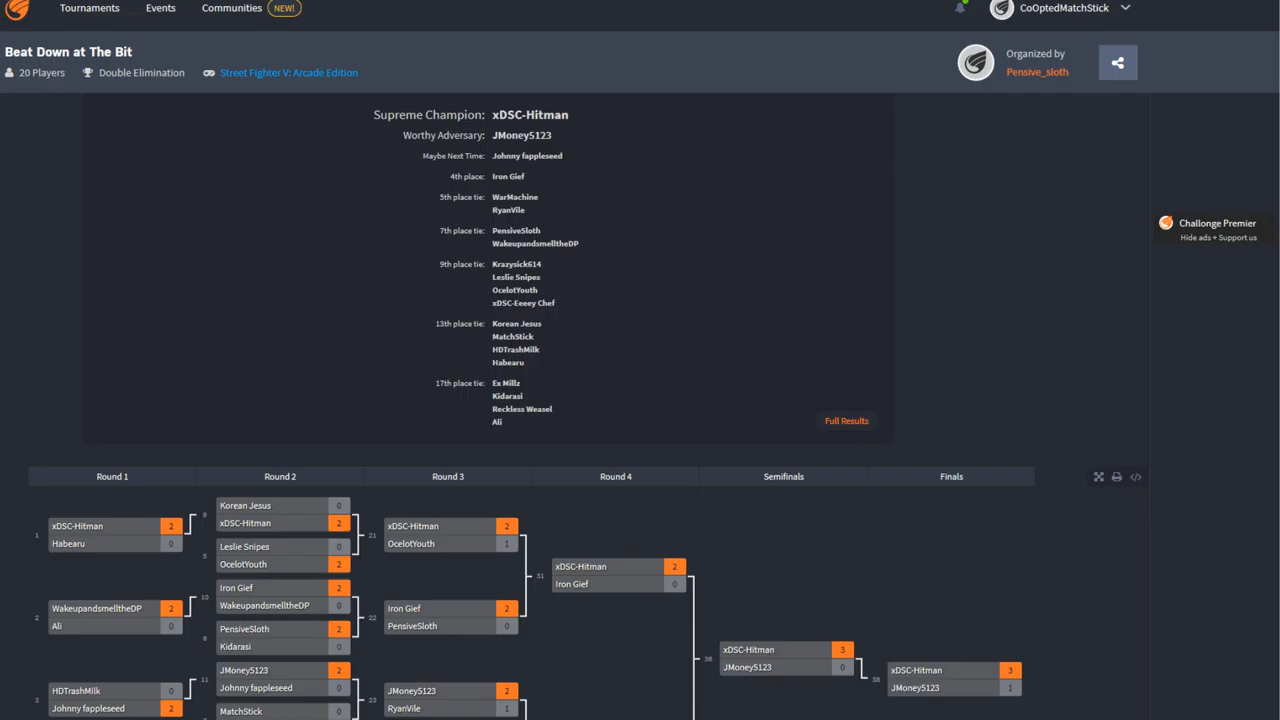 Tournaments Events Communities NEW! CoOptedMatchStick
Beat Down at The Bit
20 Players Double Elimination Street Fighter V: Arcade Edition
Organized by
Pensive_sloth
Supreme Champion: xDSC-Hitman
Worthy Adversary: JMoney5123
Maybe Next Time: Johnny fappleseed
4th place: Iron Gief
5th place tie: WarMachine
RyanVile
7th place tie: PensiveSloth
WakeupandsmelltheDP
9th place tie: Krazysick614
Leslie Snipes
OcelotYouth
xDSC-Eeeey Chef
13th place tie: Korean Jesus
MatchStick
HDTrashMilk
Habearu
17th place tie: Ex Millz
Kidarasi
Reckless Weasel
Ali
Full Results
Challonge Premier
Hide ads + Support us
Round 1 Round 2 Round 3 Round 4 Semifinals Finals
1
xDSC-Hitman 2
Habearu 0
2
WakeupandsmelltheDP 2
Ali 0
3
HDTrashMilk 0
Johnny fappleseed 2
9
Korean Jesus 0
xDSC-Hitman 2
5
Leslie Snipes 0
OcelotYouth 2
10
Iron Gief 2
WakeupandsmelltheDP 0
6
PensiveSloth 2
Kidarasi 0
11
JMoney5123 2
Johnny fappleseed 0
MatchStick 0
21
xDSC-Hitman 2
OcelotYouth 1
22
Iron Gief 2
PensiveSloth 0
23
JMoney5123 2
RyanVile 1
31
xDSC-Hitman 2
Iron Gief 0
36
xDSC-Hitman 3
JMoney5123 0
38
xDSC-Hitman 3
JMoney5123 1